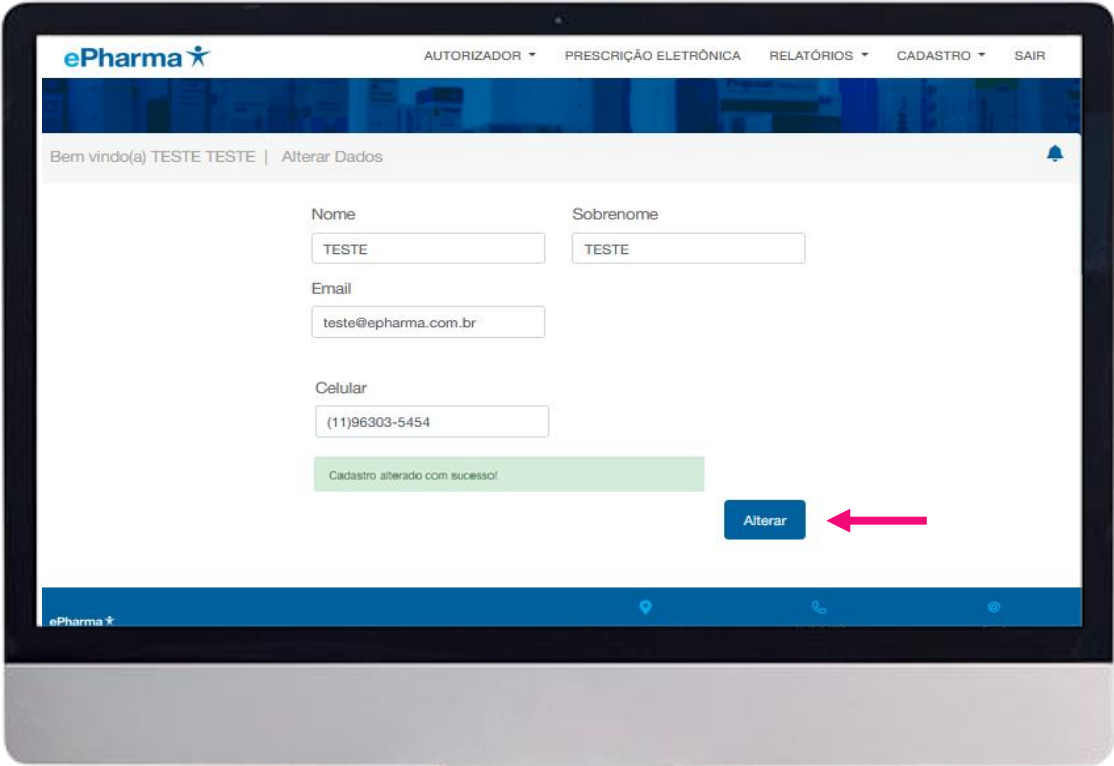 ePharma
AUTORIZADOR PRESCRIÇÃO ELETRÔNICA RELATÓRIOS CADASTRO SAIR
Bem vindo(a) TESTE TESTE | Alterar Dados
Nome Sobrenome
TESTE TESTE
Email
teste@epharma.com.br
Celular
(11)96303-5454
Cadastro alterado com sucesso!
Alterar
ePharma